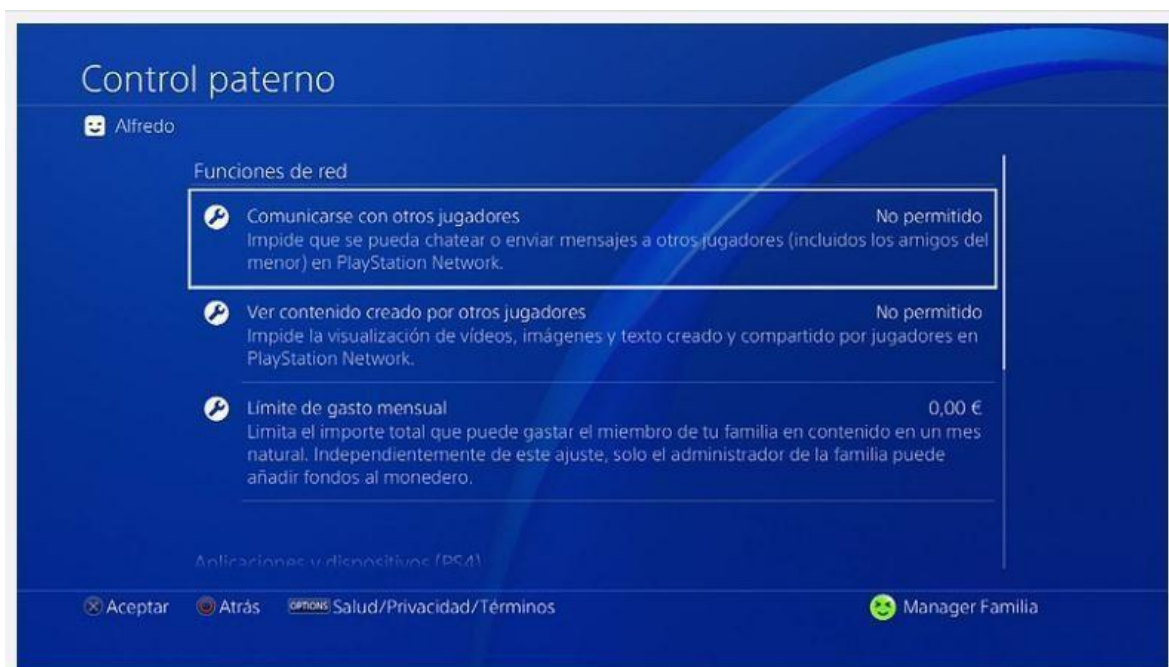 Control paterno
Alfredo
Funciones de red
Comunicarse con otros jugadores No permitido
Impide que se pueda chatear o enviar mensajes a otros jugadores (incluidos los amigos del
menor) en PlayStation Network.
Ver contenido creado por otros jugadores No permitido
Impide la visualización de vídeos, imágenes y texto creado y compartido por jugadores en
PlayStation Network.
Límite de gasto mensual 0,00 €
Limita el importe total que puede gastar el miembro de tu familia en contenido en un mes
natural. Independientemente de este ajuste, solo el administrador de la familia puede
añadir fondos al monedero.
Aplicaciones y dispositivos (PS4)
Aceptar Atrás OPTIONS Salud/Privacidad/Términos Manager Familia